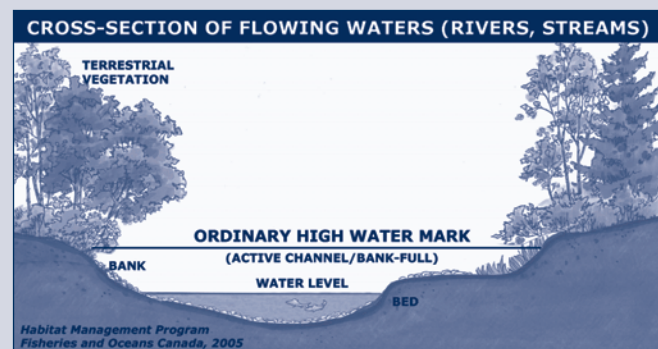 CROSS-SECTION OF FLOWING WATERS (RIVERS, STREAMS)
TERRESTRIAL
VEGETATION
ORDINARY HIGH WATER MARK
(ACTIVE CHANNEL/BANK-FULL)
BANK
WATER LEVEL
BED
Habitat Management Program
Fisheries and Oceans Canada, 2005